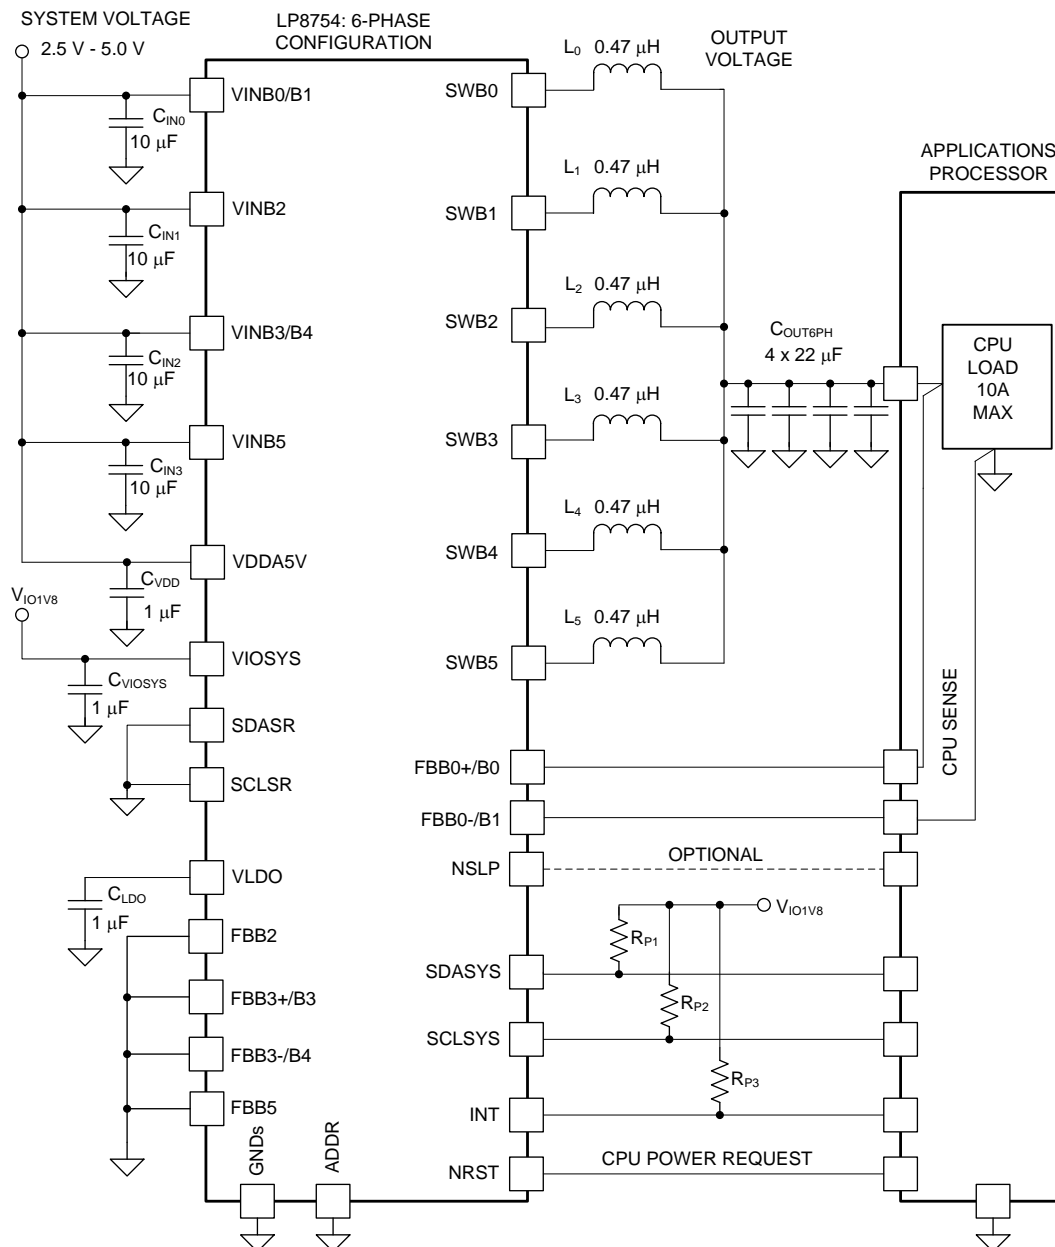 SYSTEM VOLTAGE
2.5 V - 5.0 V
LP8754: 6-PHASE
CONFIGURATION
VINB0/B1
CIN0
10 μF
VINB2
CIN1
10 μF
VINB3/B4
CIN2
10 μF
VINB5
CIN3
10 μF
VDDA5V
CVDD
1 μF
VIO1V8
VIOSYS
CVIOSYS
1 μF
SDASR
SCLSR
VLDO
CLDO
1 μF
FBB2
FBB3+/B3
FBB3-/B4
FBB5
GNDs
ADDR
SWB0
SWB1
SWB2
SWB3
SWB4
SWB5
FBB0+/B0
FBB0-/B1
NSLP
SDASYS
SCLSYS
INT
NRST
L0 0.47 μH
L1 0.47 μH
L2 0.47 μH
L3 0.47 μH
L4 0.47 μH
L5 0.47 μH
OUTPUT
VOLTAGE
COUT6PH
4 x 22 μF
APPLICATIONS
PROCESSOR
CPU
LOAD
10A
MAX
CPU SENSE
OPTIONAL
VIO1V8
RP1
RP2
RP3
CPU POWER REQUEST